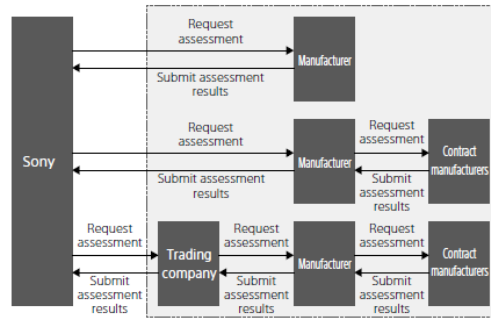 Request
assessment
Manufacturer
Submit assessment
results
Sony
Request
assessment
Manufacturer
Submit assessment
results
Request
assessment
Contract
manufacturers
Submit
assessment
results
Request
assessment
Trading
company
Submit
assessment
results
Request
assessment
Manufacturer
Submit
assessment
results
Request
assessment
Contract
manufacturers
Submit
assessment
results